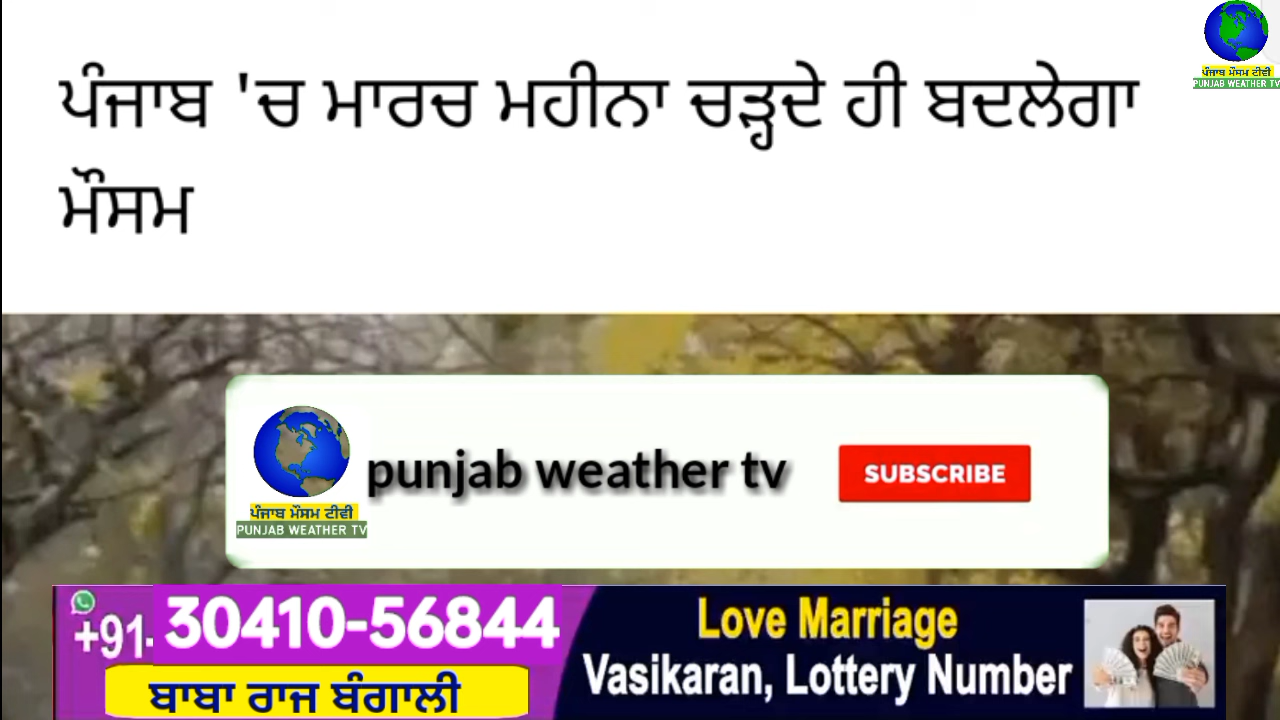 ਪੰਜਾਬ ਮੌਸਮ ਟੀਵੀ
PUNJAB WEATHER TV
ਪੰਜਾਬ 'ਚ ਮਾਰਚ ਮਹੀਨਾ ਚੜ੍ਹਦੇ ਹੀ ਬਦਲੇਗਾ
ਮੌਸਮ
punjab weather tv
SUBSCRIBE
ਪੰਜਾਬ ਮੌਸਮ ਟੀਵੀ
PUNJAB WEATHER TV
+91- 30410-56844
ਬਾਬਾ ਰਾਜ ਬੰਗਾਲੀ
Love Marriage
Vasikaran, Lottery Number